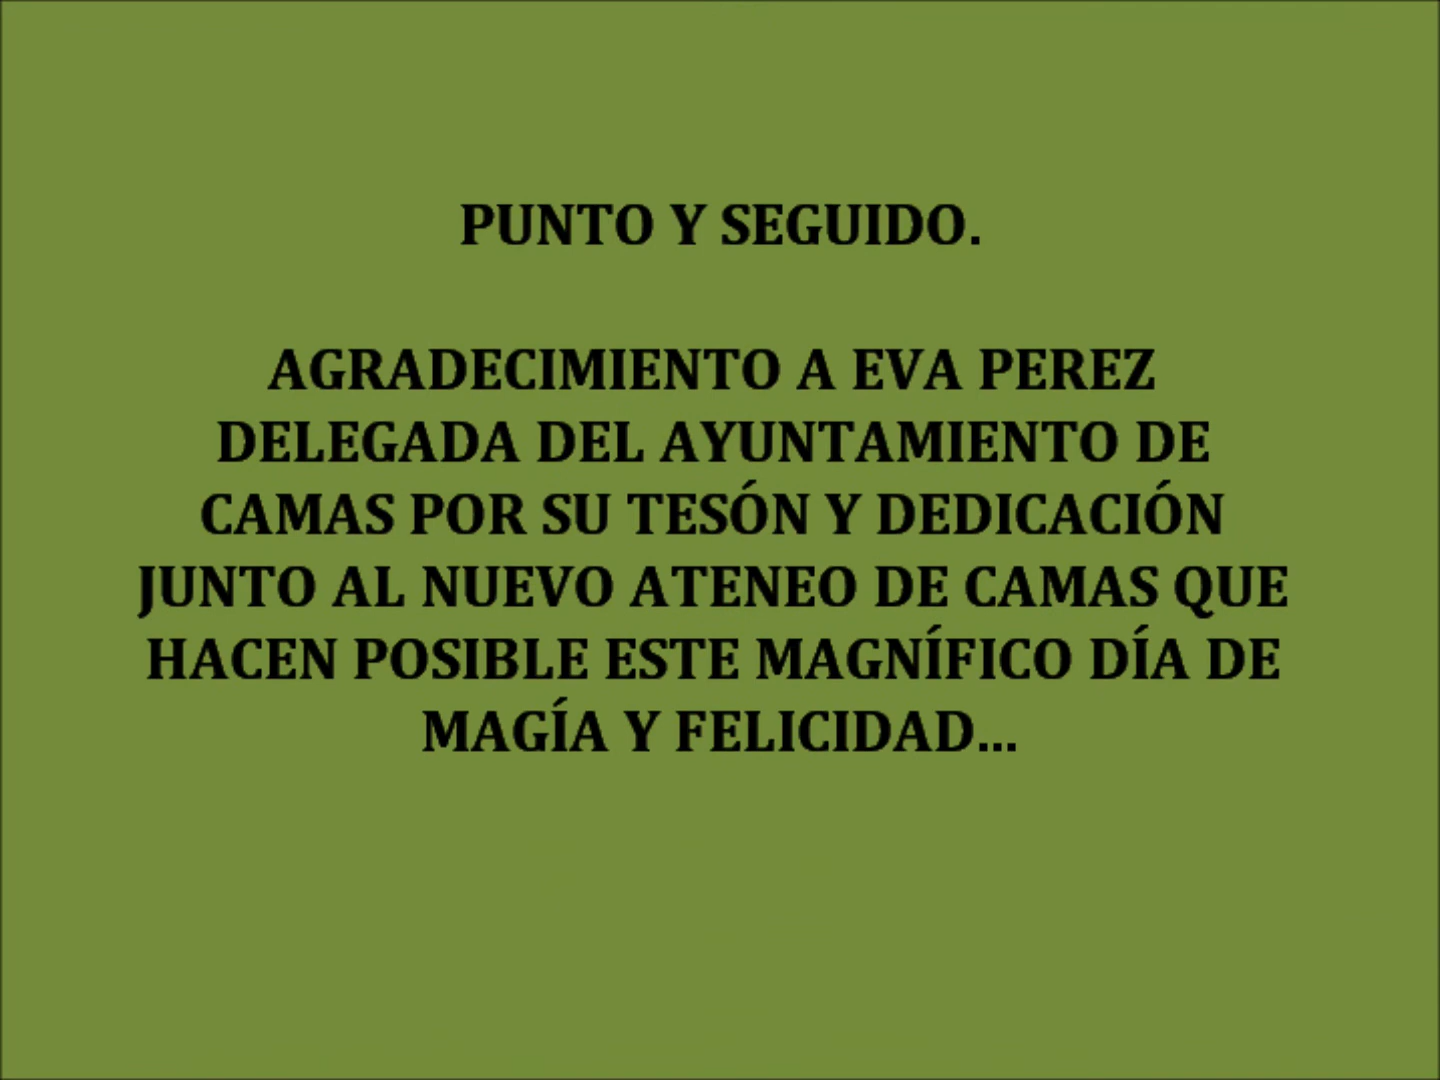 PUNTO Y SEGUIDO.
AGRADECIMIENTO A EVA PEREZ
DELEGADA DEL AYUNTAMIENTO DE
CAMAS POR SU TESÓN Y DEDICACIÓN
JUNTO AL NUEVO ATENEO DE CAMAS QUE
HACEN POSIBLE ESTE MAGNÍFICO DÍA DE
MAGÍA Y FELICIDAD...